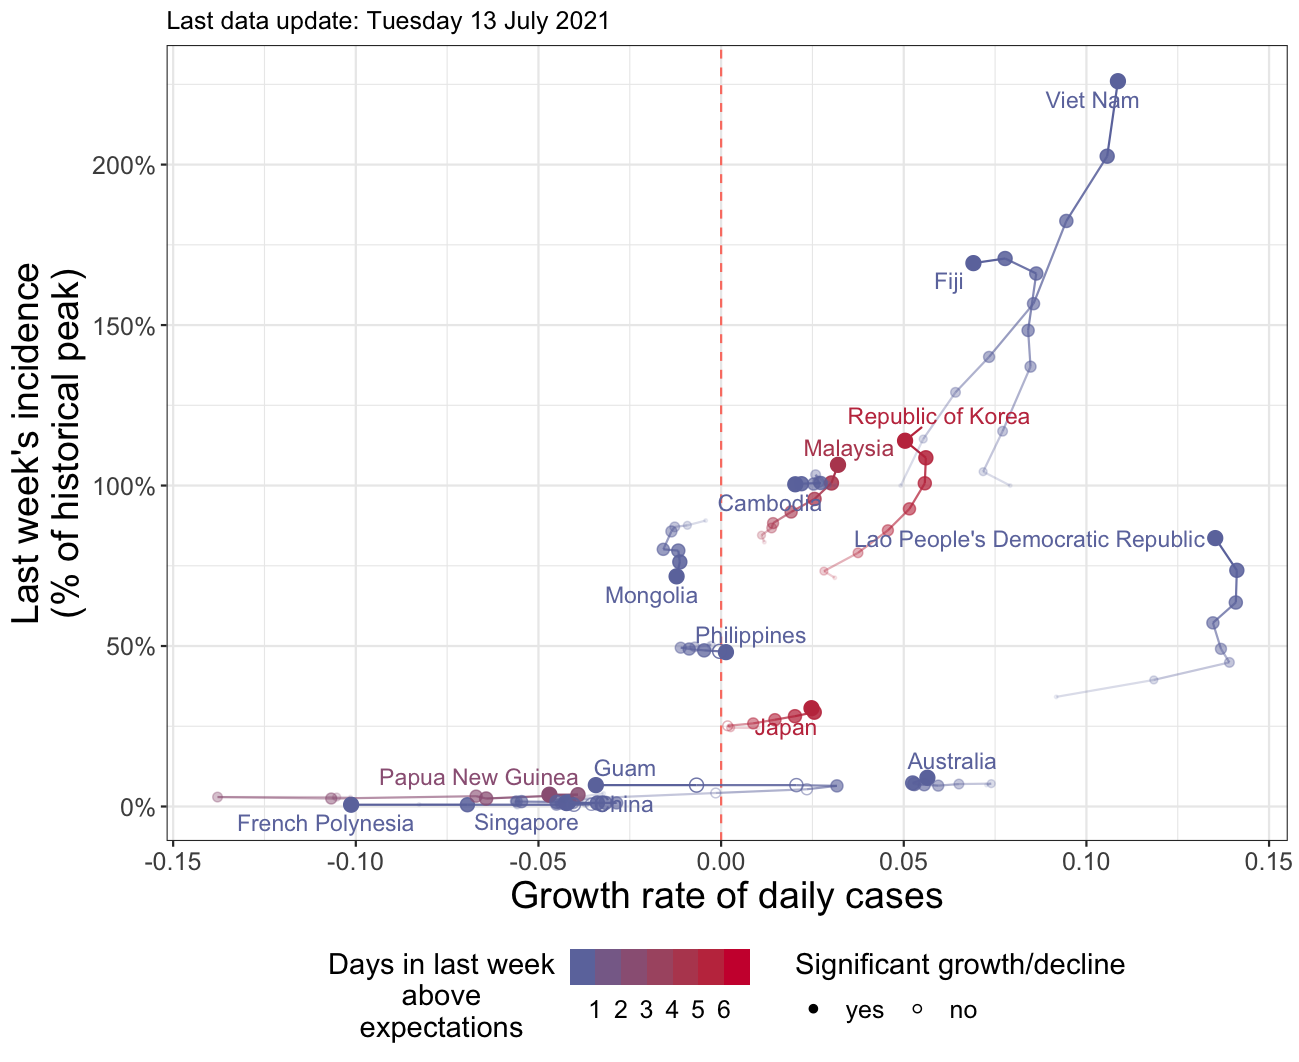 Last data update: Tuesday 13 July 2021
Last week's incidence
(% of historical peak)
200%
150%
100%
50%
0%
Viet Nam
Fiji
Republic of Korea
Malaysia
Cambodia
Lao People's Democratic Republic
Mongolia
Philippines
Japan
Australia
Guam
Papua New Guinea
China
French Polynesia
Singapore
-0.15
-0.10
-0.05
0.00
0.05
0.10
0.15
Growth rate of daily cases
Days in last week
above
expectations
1 2 3 4 5 6
Significant growth/decline
yes
no